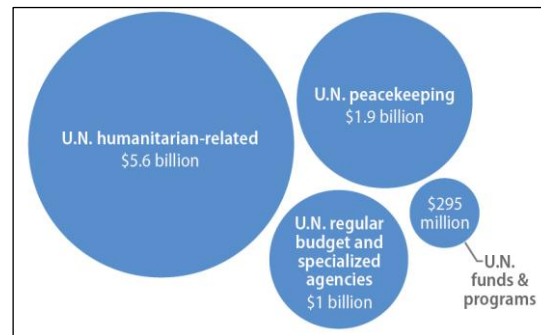 U.N. humanitarian-related
$5.6 billion
U.N. peacekeeping
$1.9 billion
U.N. regular
budget and
specialized
agencies
$1 billion
$295
million
U.N.
funds &
programs